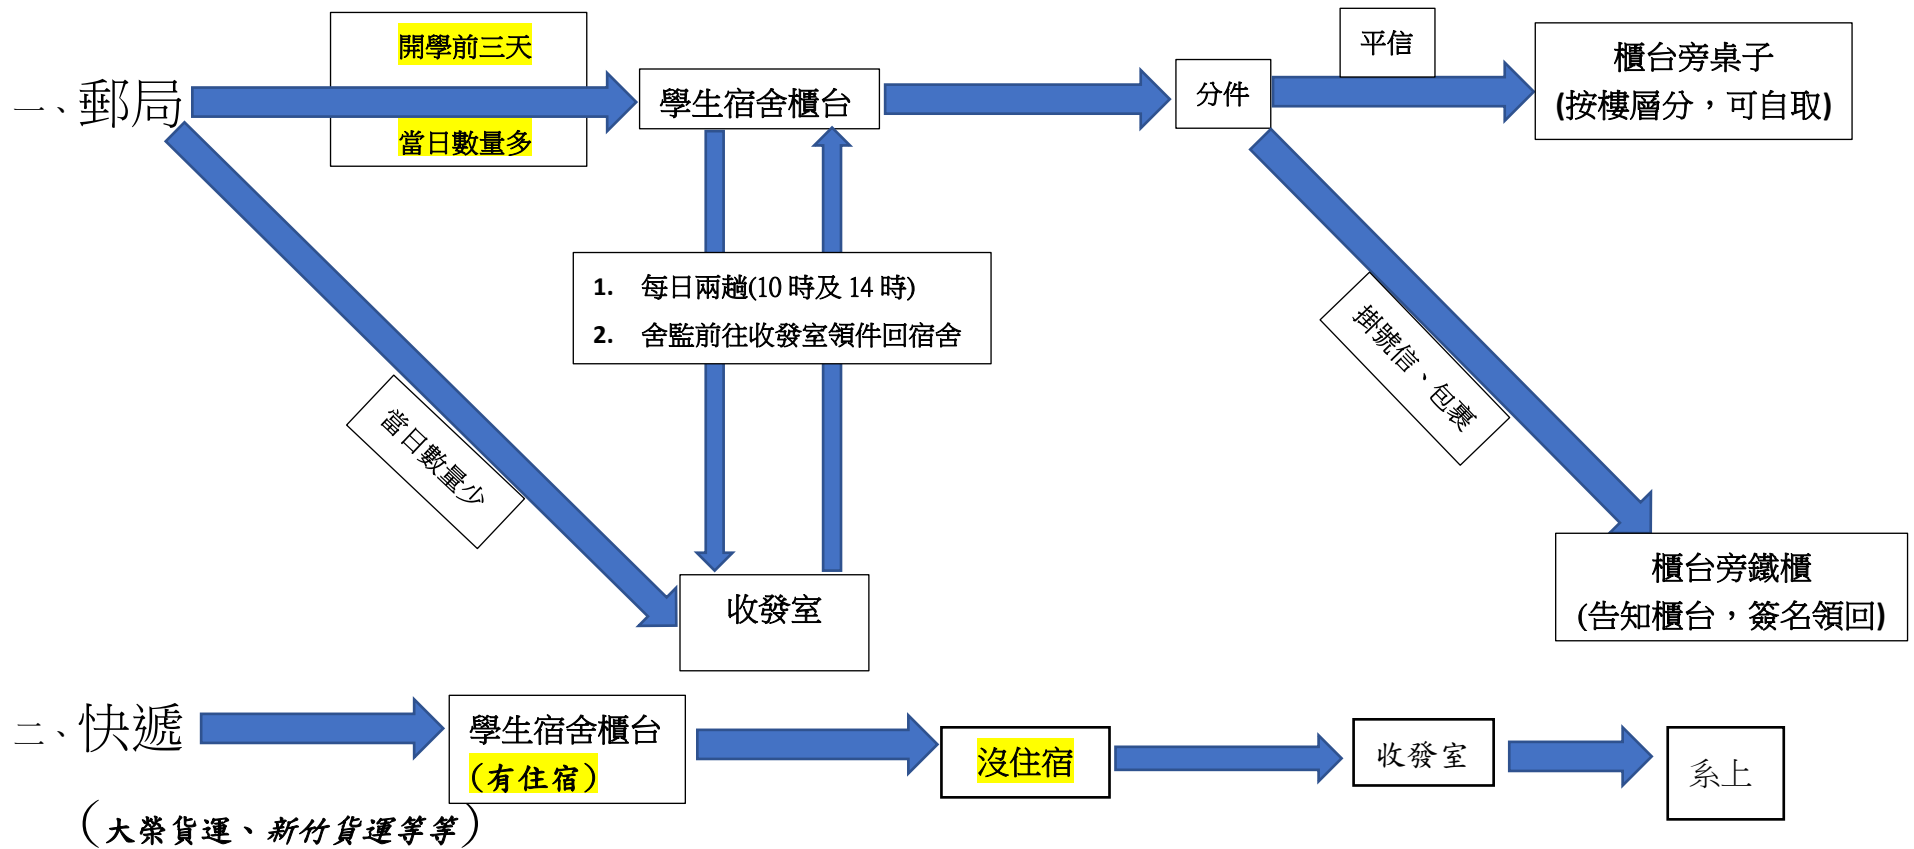 一、郵局
開學前三天
當日數量多
學生宿舍櫃台
分件
平信
櫃台旁桌子
(按樓層分，可自取)
1. 每日兩趟(10 時及 14 時)
2. 舍監前往收發室領件回宿舍
當日數量少
掛號信、包裹
收發室
櫃台旁鐵櫃
(告知櫃台，簽名領回)
二、快遞
(大榮貨運、新竹貨運等等)
學生宿舍櫃台
(有住宿)
沒住宿
收發室
系上